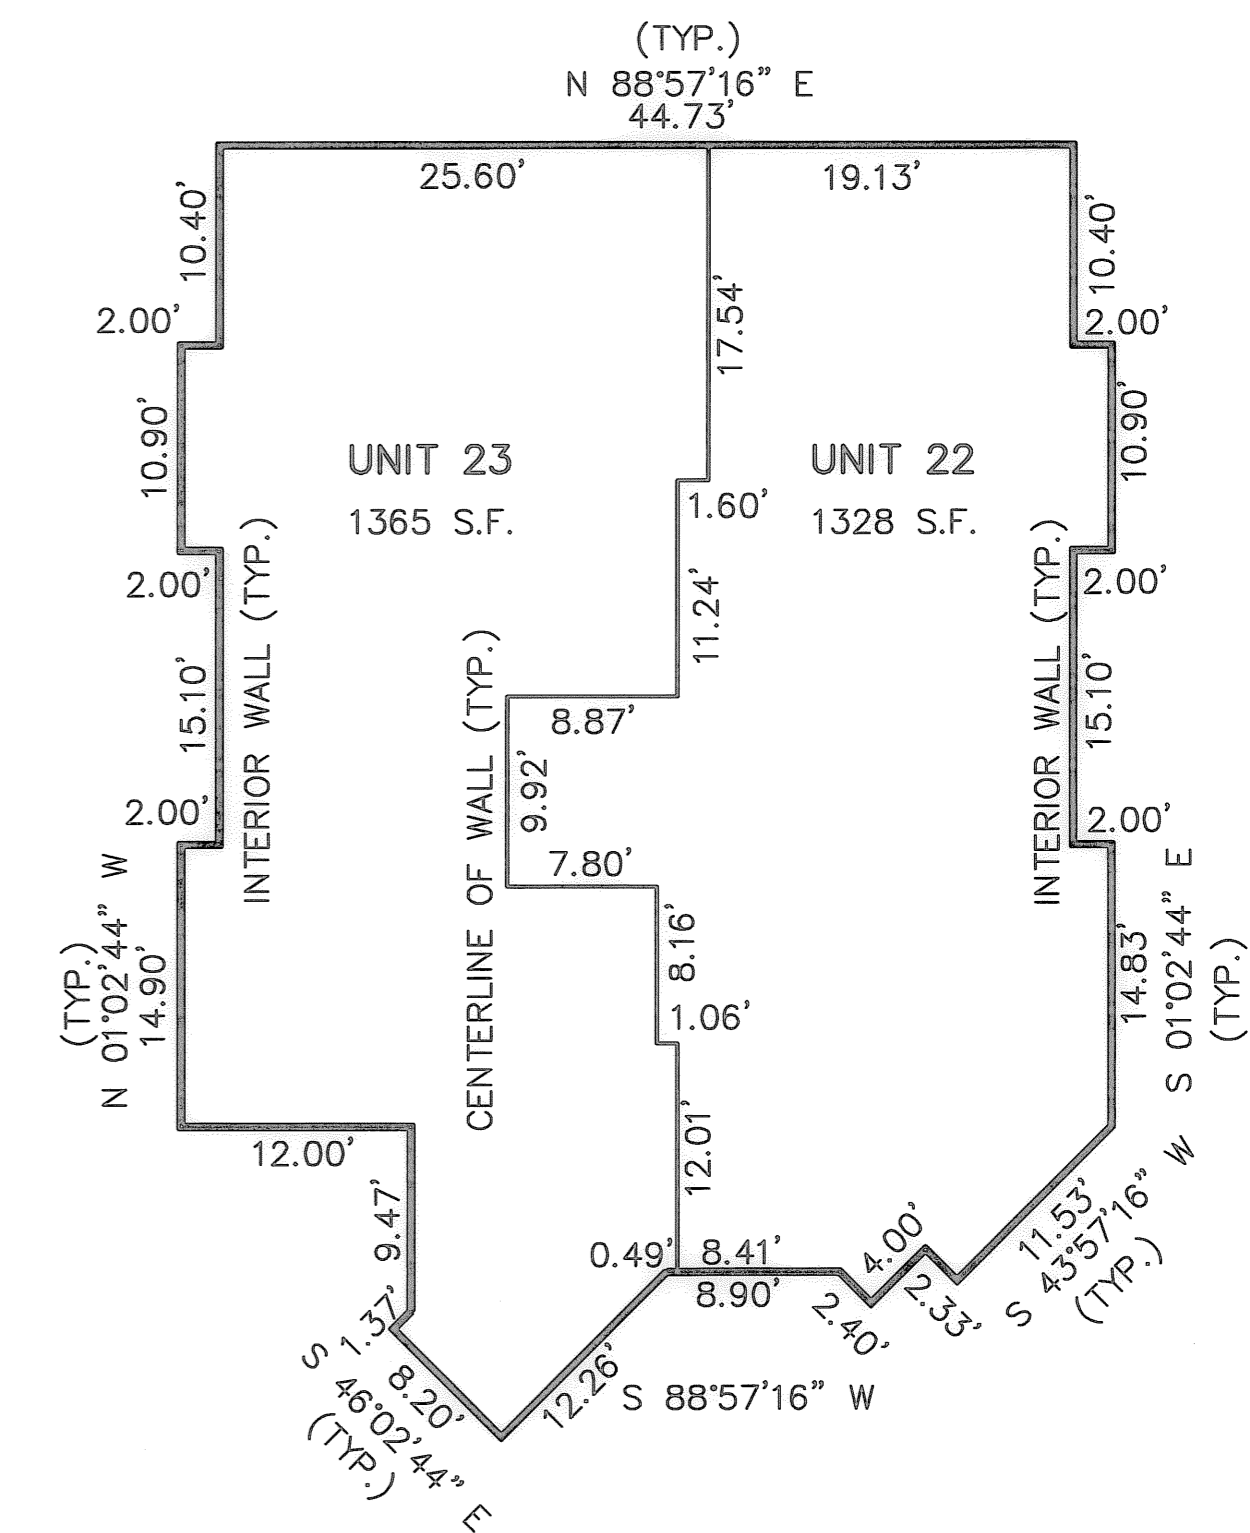 (TYP.)
N 88°57'16" E
44.73'
25.60'
19.13'
10.40'
10.40'
2.00'
2.00'
17.54'
10.90'
10.90'
UNIT 23
1365 S.F.
UNIT 22
1328 S.F.
1.60'
2.00'
2.00'
11.24'
INTERIOR WALL (TYP.)
INTERIOR WALL (TYP.)
15.10'
15.10'
8.87'
9.92'
CENTERLINE OF WALL (TYP.)
7.80'
2.00'
2.00'
8.16'
1.06'
(TYP.)
N 01°02'44" W
14.90'
14.83'
S 01°02'44" E
(TYP.)
12.00'
12.01'
9.47'
0.49'
8.41'
8.90'
4.00'
2.40'
2.33'
11.53'
S 43°57'16" W
(TYP.)
1.37'
8.20'
S 46°02'44" E
(TYP.)
12.26'
S 88°57'16" W